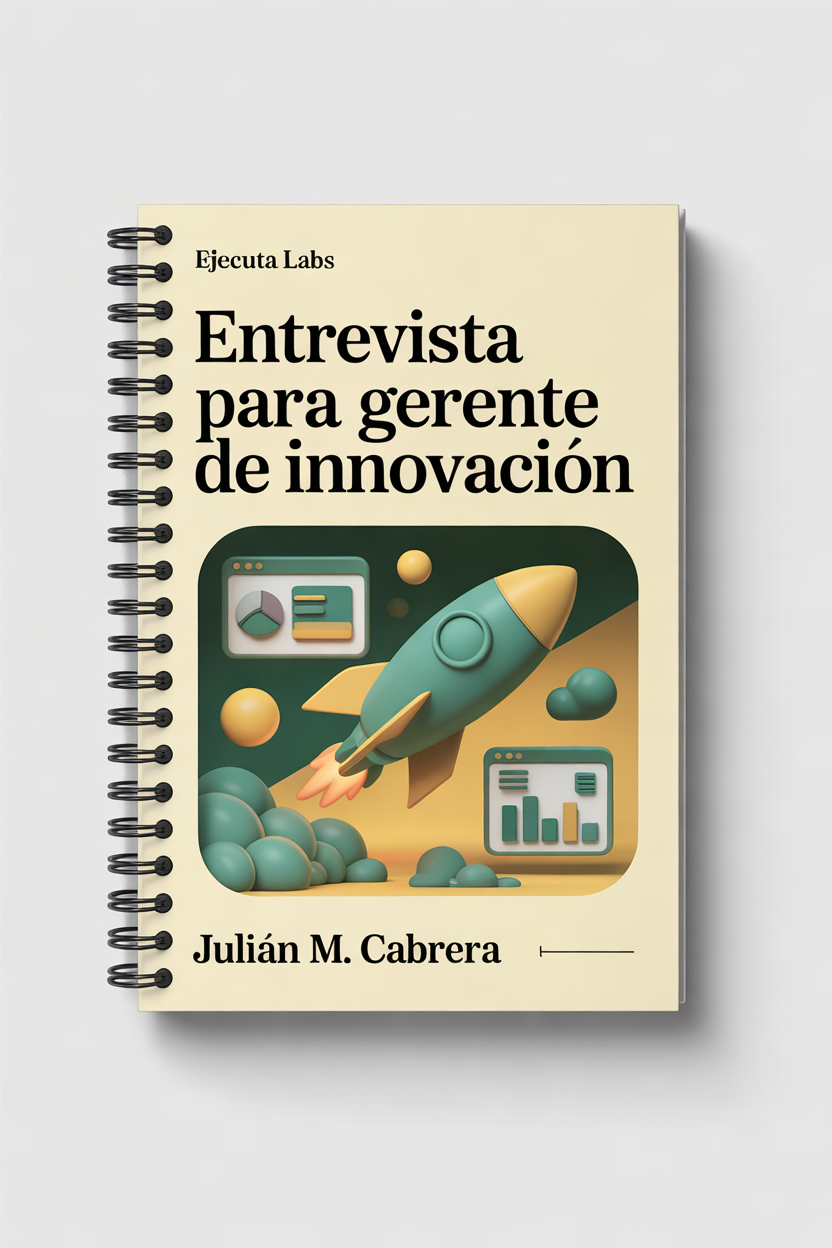 Ejecuta Labs
Entrevista
para gerente
de innovación
Julián M. Cabrera